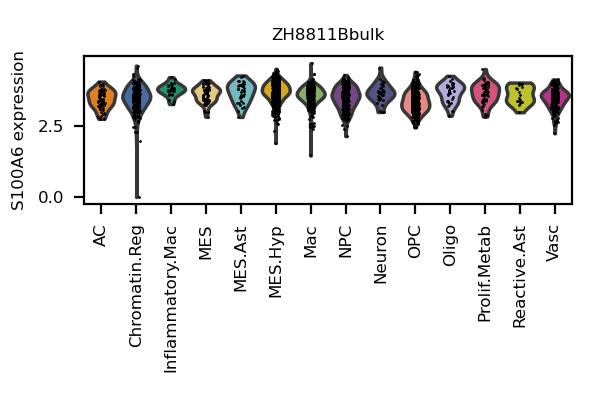 ZH8811Bbulk
S100A6 expression
2.5
0.0
AC
Chromatin.Reg
Inflammatory.Mac
MES
MES.Ast
MES.Hyp
Mac
NPC
Neuron
OPC
Oligo
Prolif.Metab
Reactive.Ast
Vasc